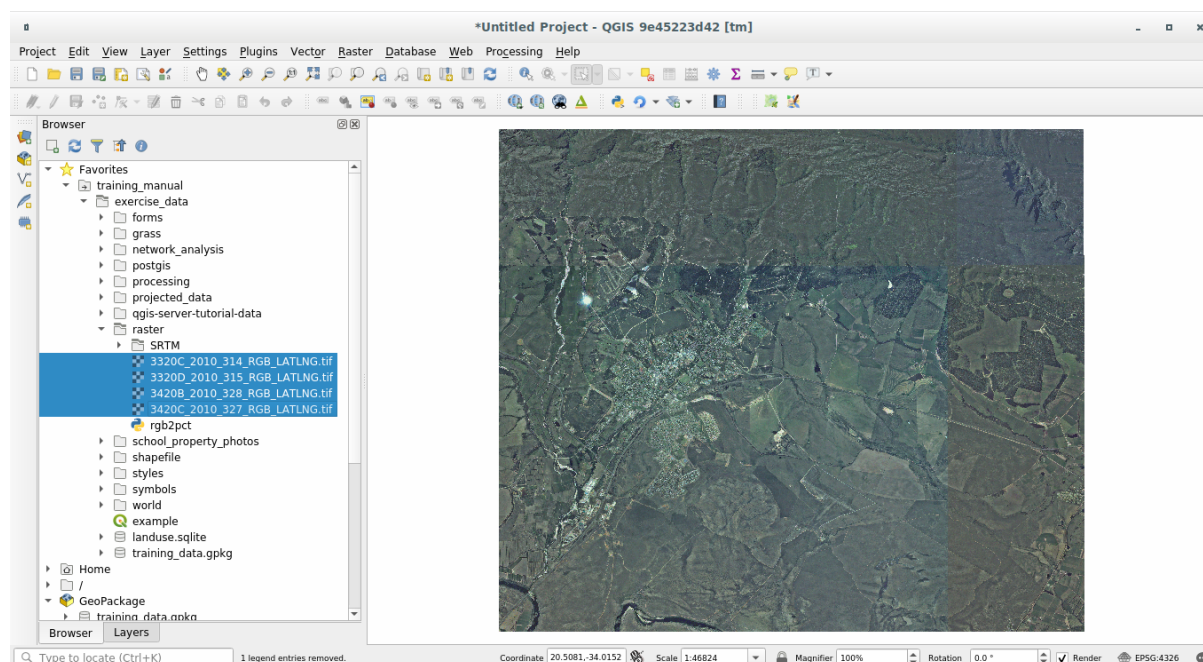 *Untitled Project - QGIS 9e45223d42 [tm]
Project Edit View Layer Settings Plugins Vector Raster Database Web Processing Help
Browser
Favorites
training_manual
exercise_data
forms
grass
network_analysis
postgis
processing
projected_data
qgis-server-tutorial-data
raster
SRTM
3320C_2010_314_RGB_LATLNG.tif
3320D_2010_315_RGB_LATLNG.tif
3420B_2010_328_RGB_LATLNG.tif
3420C_2010_327_RGB_LATLNG.tif
rgb2pct
school_property_photos
shapefile
styles
symbols
world
example
landuse.sqlite
training_data.gpkg
Home
/
GeoPackage
training_data.gpkg
Browser Layers
Type to locate (Ctrl+K) 1 legend entries removed. Coordinate 20.5081,-34.0152 Scale 1:46824 Magnifier 100% Rotation 0.0 ° Render EPSG:4326